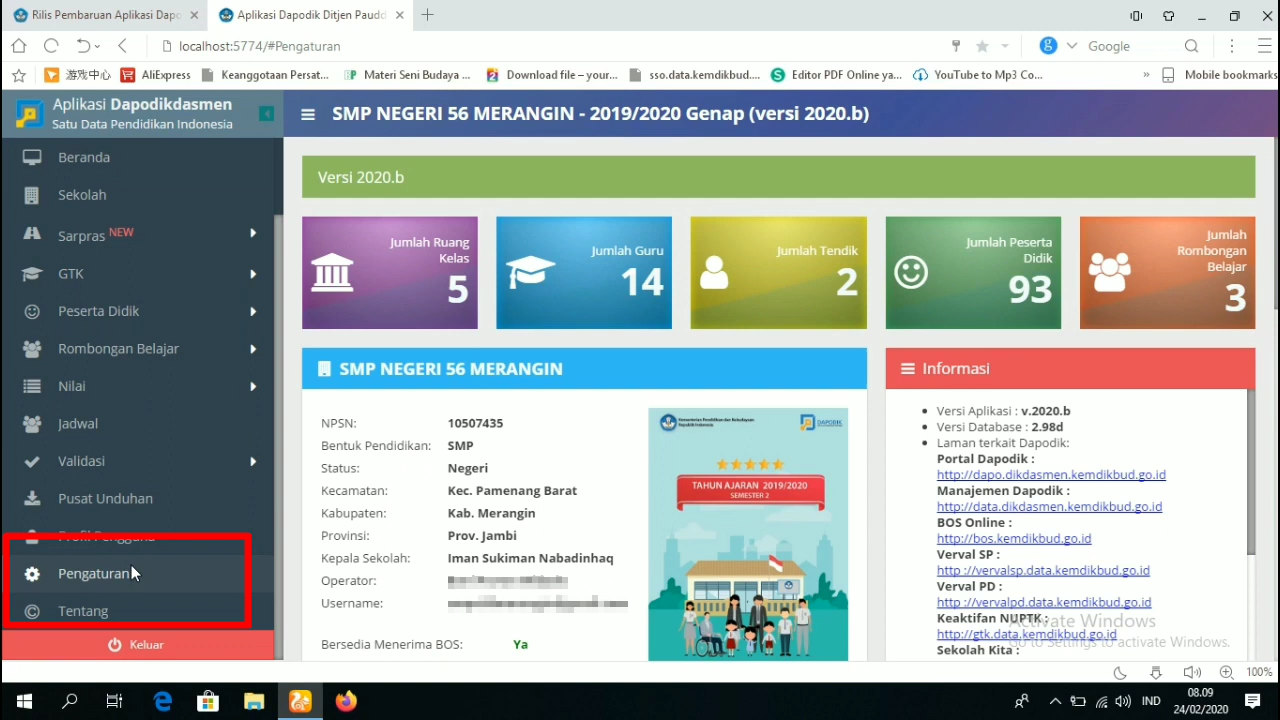 Rilis Pembaruan Aplikasi Dapo
Aplikasi Dapodik Ditjen Paudd
localhost:5774/#Pengaturan
Google
游戏中心
AliExpress
Keanggotaan Persat...
Materi Seni Budaya ...
Download file – your...
sso.data.kemdikbud....
Editor PDF Online ya...
YouTube to Mp3 Co...
Mobile bookmarks
Aplikasi Dapodikdasmen
Satu Data Pendidikan Indonesia
SMP NEGERI 56 MERANGIN - 2019/2020 Genap (versi 2020.b)
Beranda
Sekolah
Sarpras NEW
GTK
Peserta Didik
Rombongan Belajar
Nilai
Jadwal
Validasi
Pusat Unduhan
Profil Pengguna
Pengaturan
Tentang
Keluar
Versi 2020.b
Jumlah Ruang
Kelas
5
Jumlah Guru
14
Jumlah Tendik
2
Jumlah Peserta
Didik
93
Jumlah
Rombongan
Belajar
3
SMP NEGERI 56 MERANGIN
NPSN: 10507435
Bentuk Pendidikan: SMP
Status: Negeri
Kecamatan: Kec. Pamenang Barat
Kabupaten: Kab. Merangin
Provinsi: Prov. Jambi
Kepala Sekolah: Iman Sukiman Nabadinhaq
Operator:
Username:
Bersedia Menerima BOS: Ya
Kementerian Pendidikan dan Kebudayaan
Republik Indonesia
DAPODIK
TAHUN AJARAN 2019/2020
SEMESTER 2
Informasi
Versi Aplikasi : v.2020.b
Versi Database : 2.98d
Laman terkait Dapodik:
Portal Dapodik :
http://dapo.dikdasmen.kemdikbud.go.id
Manajemen Dapodik :
http://data.dikdasmen.kemdikbud.go.id
BOS Online :
http://bos.kemdikbud.go.id
Verval SP :
http://vervalsp.data.kemdikbud.go.id
Verval PD :
http://vervalpd.data.kemdikbud.go.id
Keaktifan NUPTK :
http://gtk.data.kemdikbud.go.id
Sekolah Kita :
Activate Windows
Go to Settings to activate Windows.
100%
IND
08.09
24/02/2020